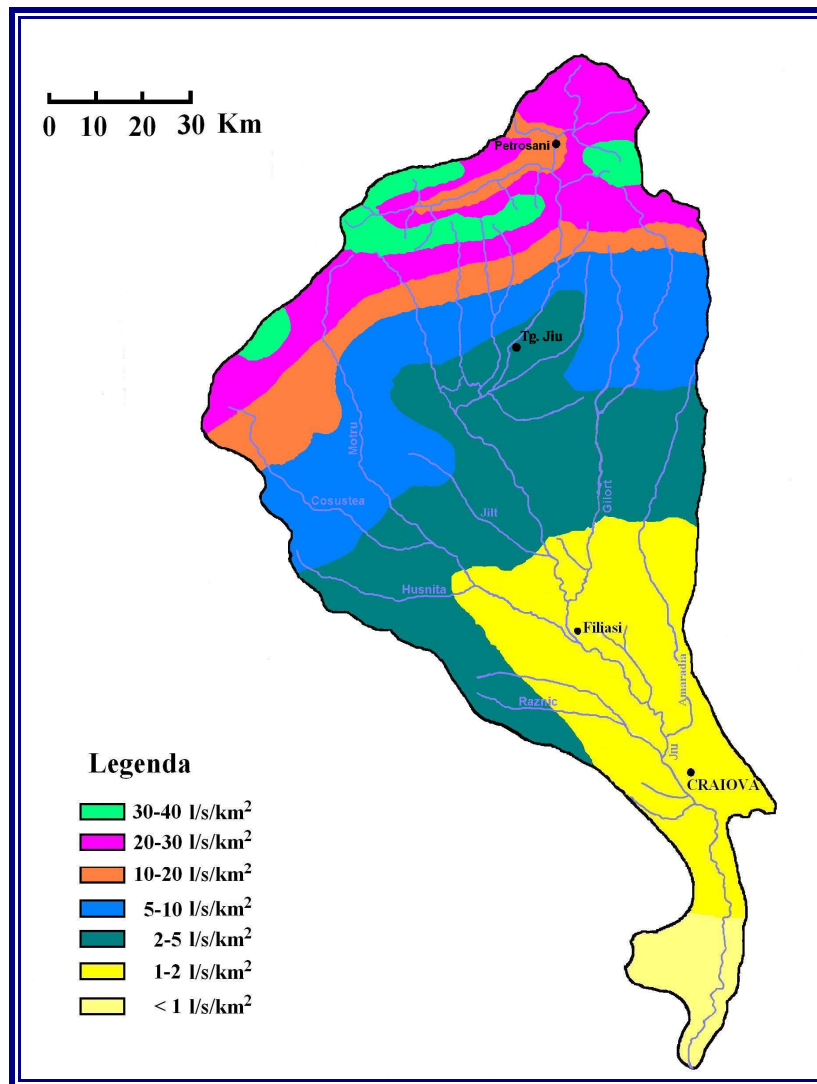 0 10 20 30 Km
Petrosani
Tg. Jiu
Motru
Cosustea
Jilt
Gilort
Husnita
Filiasi
Amaradia
Raznic
Jiu
CRAIOVA
Legenda
30-40 l/s/km²
20-30 l/s/km²
10-20 l/s/km²
5-10 l/s/km²
2-5 l/s/km²
1-2 l/s/km²
< 1 l/s/km²